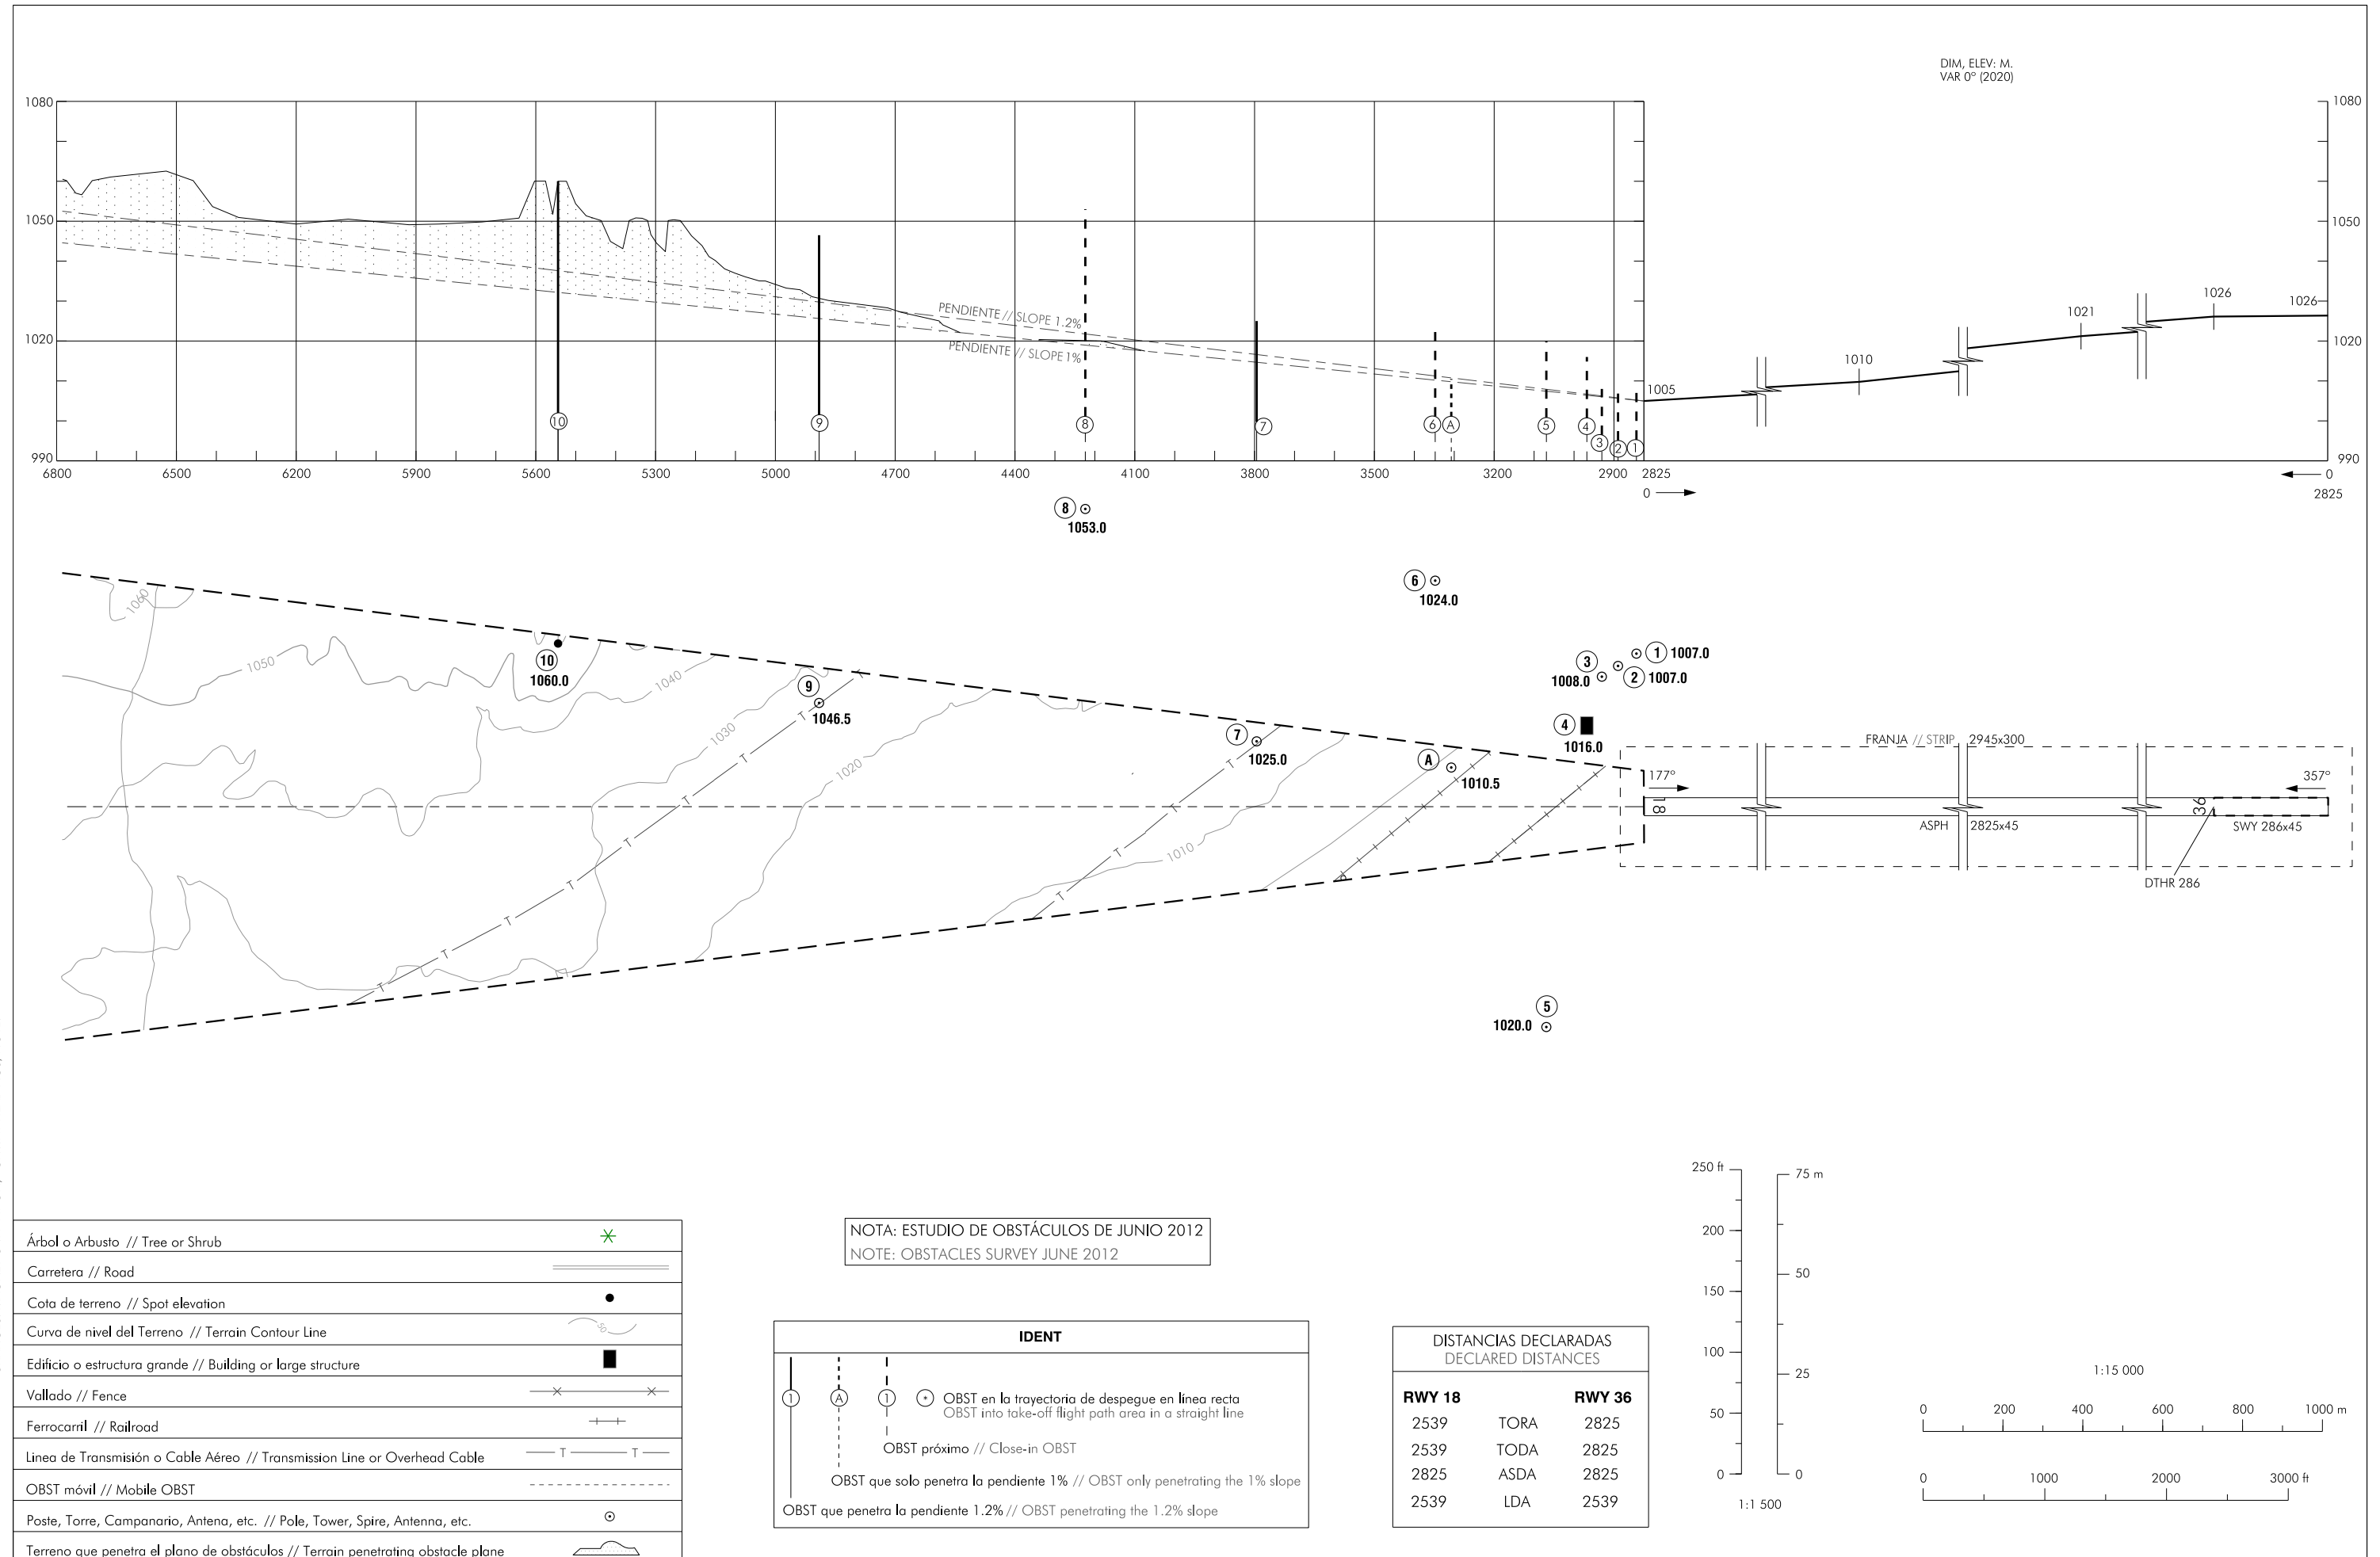 DIM, ELEV: M.
VAR 0º (2020)
1080
1050
1020
990
1080
1050
1020
990
PENDIENTE // SLOPE 1.2%
PENDIENTE // SLOPE 1%
1005
1010
1021
1026
1026
10
9
8
7
6
A
5
4
3
2
1
6800 6500 6200 5900 5600 5300 5000 4700 4400 4100 3800 3500 3200 2900 2825
0
0
2825
8
1053.0
6
1024.0
1 1007.0
2 1007.0
3
1008.0
4
1016.0
10
1060.0
9
1046.5
7
1025.0
A
1010.5
5
1020.0
1060
1050
1040
1030
1020
1010
FRANJA // STRIP 2945x300
177º
357º
18
36
ASPH 2825x45
SWY 286x45
DTHR 286
Árbol o Arbusto // Tree or Shrub
Carretera // Road
Cota de terreno // Spot elevation
Curva de nivel del Terreno // Terrain Contour Line
50
Edificio o estructura grande // Building or large structure
Vallado // Fence
Ferrocarril // Railroad
Linea de Transmisión o Cable Aéreo // Transmission Line or Overhead Cable
T T
OBST móvil // Mobile OBST
Poste, Torre, Campanario, Antena, etc. // Pole, Tower, Spire, Antenna, etc.
Terreno que penetra el plano de obstáculos // Terrain penetrating obstacle plane
NOTA: ESTUDIO DE OBSTÁCULOS DE JUNIO 2012
NOTE: OBSTACLES SURVEY JUNE 2012
IDENT
1 A 1
OBST en la trayectoria de despegue en línea recta
OBST into take-off flight path area in a straight line
OBST próximo // Close-in OBST
OBST que solo penetra la pendiente 1% // OBST only penetrating the 1% slope
OBST que penetra la pendiente 1.2% // OBST penetrating the 1.2% slope
DISTANCIAS DECLARADAS
DECLARED DISTANCES
RWY 18 RWY 36
2539 TORA 2825
2539 TODA 2825
2825 ASDA 2825
2539 LDA 2539
250 ft
200
150
100
50
0
75 m
50
25
0
1:1 500
1:15 000
0 200 400 600 800 1000 m
0 1000 2000 3000 ft